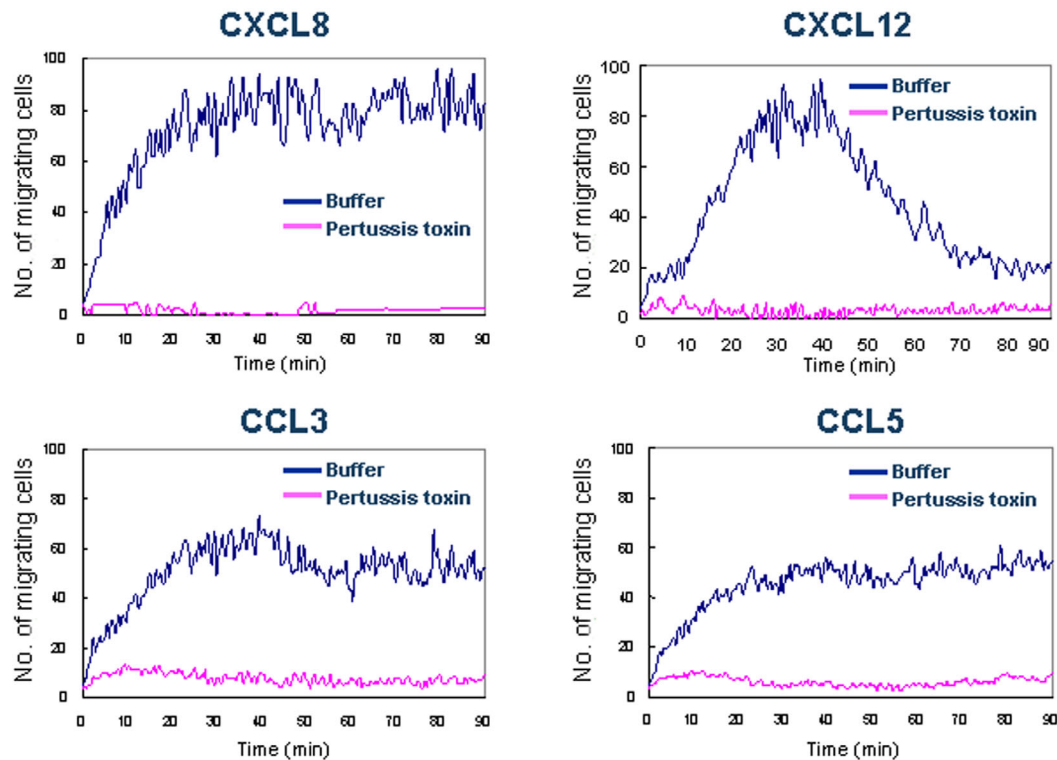 CXCL8
No. of migrating cells
100
80
60
40
20
0
Buffer
Pertussis toxin
0 10 20 30 40 50 60 70 80 90
Time (min)
CXCL12
No. of migrating cells
100
80
60
40
20
0
Buffer
Pertussis toxin
0 10 20 30 40 50 60 70 80 90
Time (min)
CCL3
No. of migrating cells
100
80
60
40
20
0
Buffer
Pertussis toxin
0 10 20 30 40 50 60 70 80 90
Time (min)
CCL5
No. of migrating cells
100
80
60
40
20
0
Buffer
Pertussis toxin
0 10 20 30 40 50 60 70 80 90
Time (min)